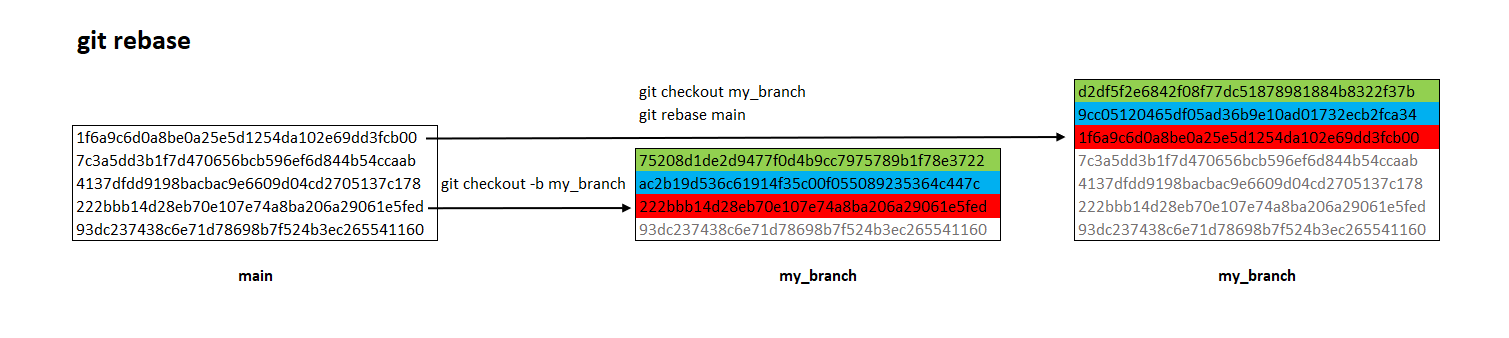 git rebase
git checkout my_branch
git rebase main
1f6a9c6d0a8be0a25e5d1254da102e69dd3fcb00
7c3a5dd3b1f7d470656bcb596ef6d844b54ccaab
4137dfdd9198bacbac9e6609d04cd2705137c178
222bbb14d28eb70e107e74a8ba206a29061e5fed
93dc237438c6e71d78698b7f524b3ec265541160
main
git checkout -b my_branch
75208d1de2d9477f0d4b9cc7975789b1f78e3722
ac2b19d536c61914f35c00f055089235364c447c
222bbb14d28eb70e107e74a8ba206a29061e5fed
93dc237438c6e71d78698b7f524b3ec265541160
my_branch
d2df5f2e6842f08f77dc51878981884b8322f37b
9cc05120465df05ad36b9e10ad01732ecb2fca34
1f6a9c6d0a8be0a25e5d1254da102e69dd3fcb00
7c3a5dd3b1f7d470656bcb596ef6d844b54ccaab
4137dfdd9198bacbac9e6609d04cd2705137c178
222bbb14d28eb70e107e74a8ba206a29061e5fed
93dc237438c6e71d78698b7f524b3ec265541160
my_branch